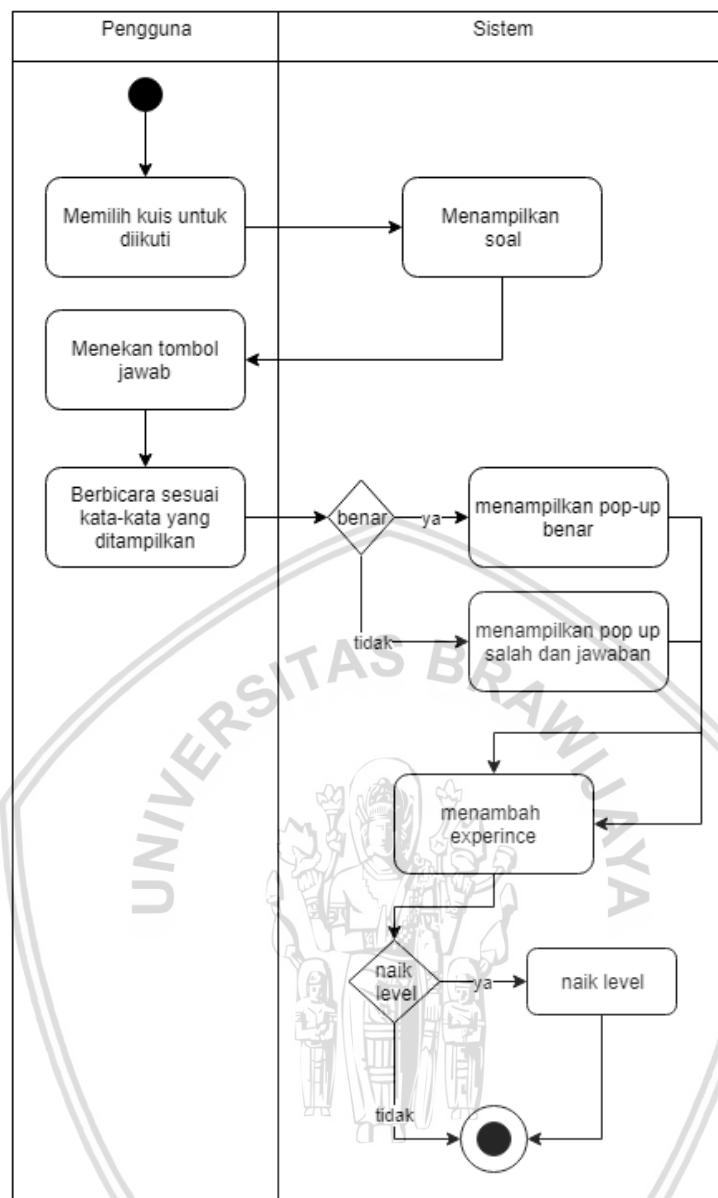 Pengguna
Sistem
Memilih kuis untuk
diikuti
Menampilkan
soal
Menekan tombol
jawab
Berbicara sesuai
kata-kata yang
ditampilkan
benar
ya
menampilkan pop-up
benar
tidak
menampilkan pop up
salah dan jawaban
UNIVERSITAS BRAWIJAYA
menambah
experince
naik
level
ya
naik level
tidak